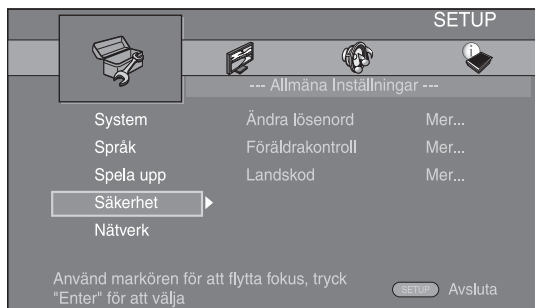 SETUP
--- Allmäna Inställningar ---
System
Ändra lösenord Mer...
Språk
Föräldrakontroll Mer...
Spela upp
Landskod Mer...
Säkerhet
Nätverk
Använd markören för att flytta fokus, tryck
"Enter" för att välja
SETUP Avsluta